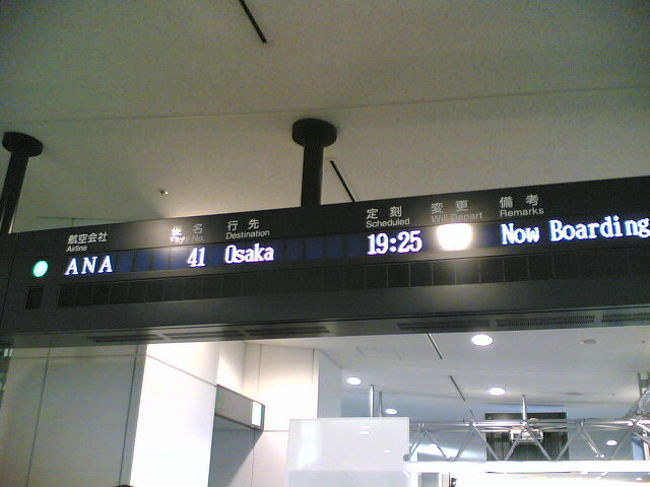 航空会社 便名 行先 定刻 変更 備考
Airline Flight No. Destination Scheduled Will Depart Remarks
ANA 41 Osaka 19:25 Now Boarding